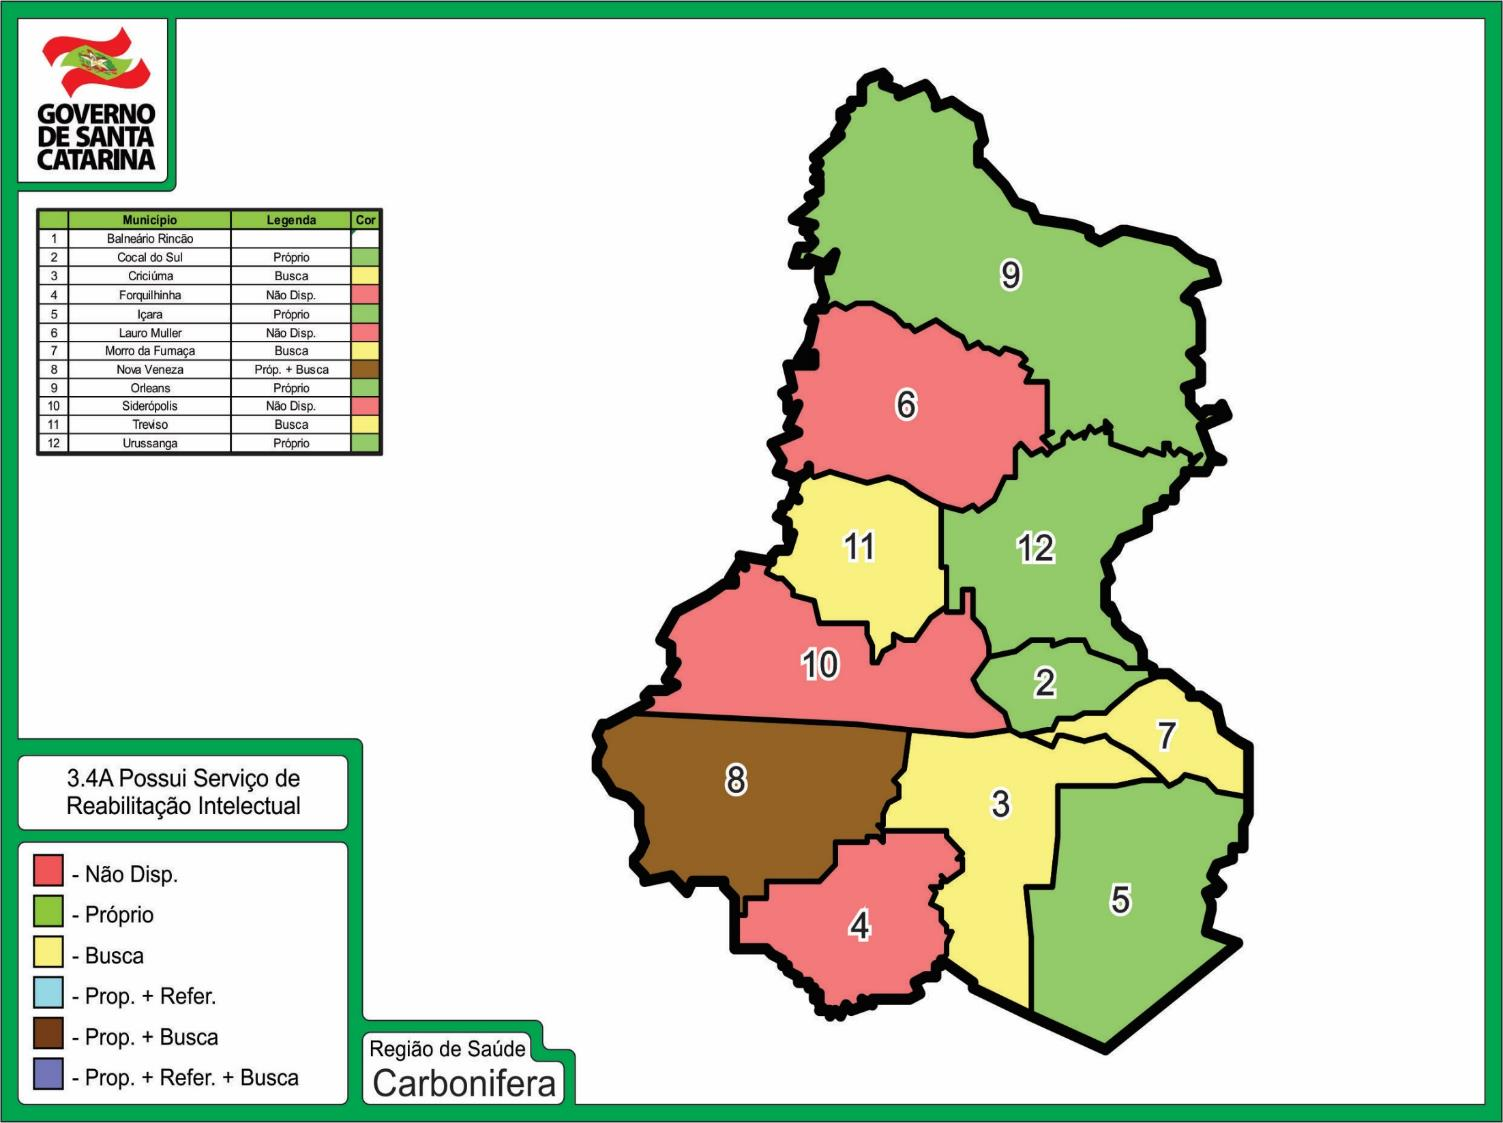 GOVERNO
DE SANTA
CATARINA
Município Legenda Cor
1 Balneário Rincão
2 Cocal do Sul Próprio
3 Criciúma Busca
4 Forquilhinha Não Disp.
5 Içara Próprio
6 Lauro Muller Não Disp.
7 Morro da Fumaça Busca
8 Nova Veneza Próp. + Busca
9 Orleans Próprio
10 Siderópolis Não Disp.
11 Treviso Busca
12 Urussanga Próprio
9
6
11
12
10
2
7
8
3
5
4
3.4A Possui Serviço de
Reabilitação Intelectual
- Não Disp.
- Próprio
- Busca
- Prop. + Refer.
- Prop. + Busca
- Prop. + Refer. + Busca
Região de Saúde
Carbonifera